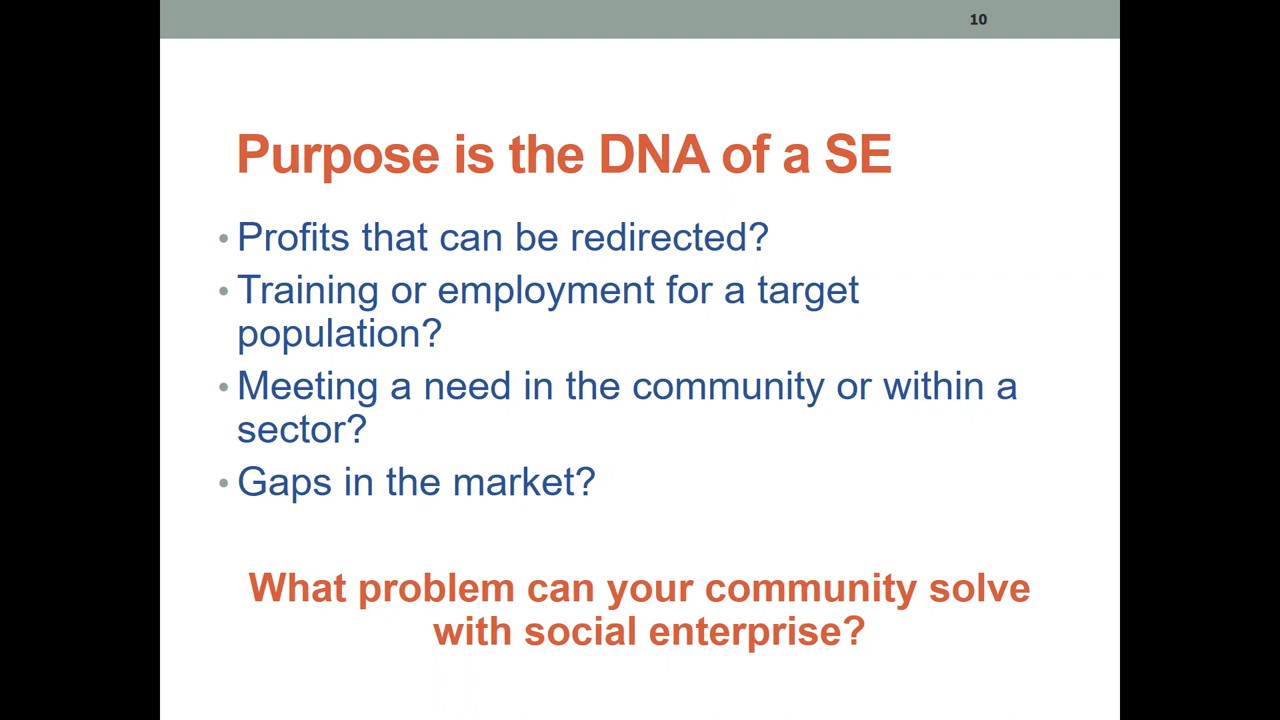 10
Purpose is the DNA of a SE
• Profits that can be redirected?
• Training or employment for a target
population?
• Meeting a need in the community or within a
sector?
• Gaps in the market?
What problem can your community solve
with social enterprise?